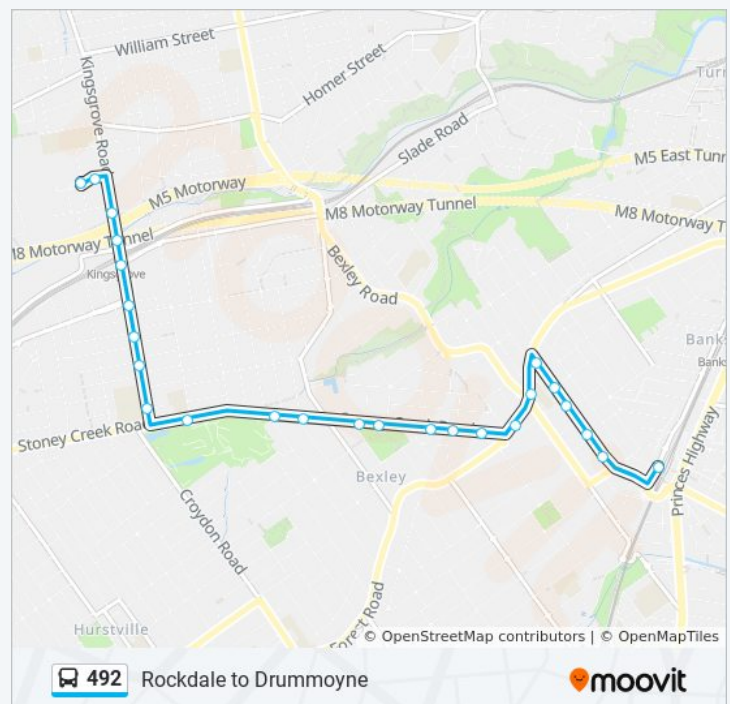 William Street
Homer Street
Kingsgrove Road
Slade Road
M5 East Tunn
M5 Motorway
M8 Motorway Tunnel
M8 Motorway T
M8 Motorway Tunnel
Kingsgrove
Bexley Road
Bank
Bank
Stoney Creek Road
Princes Highway
Bexley
Croydon Road
Hurstville
Forest Road
© OpenStreetMap contributors | © OpenMapTiles
492 Rockdale to Drummoyne
moovit